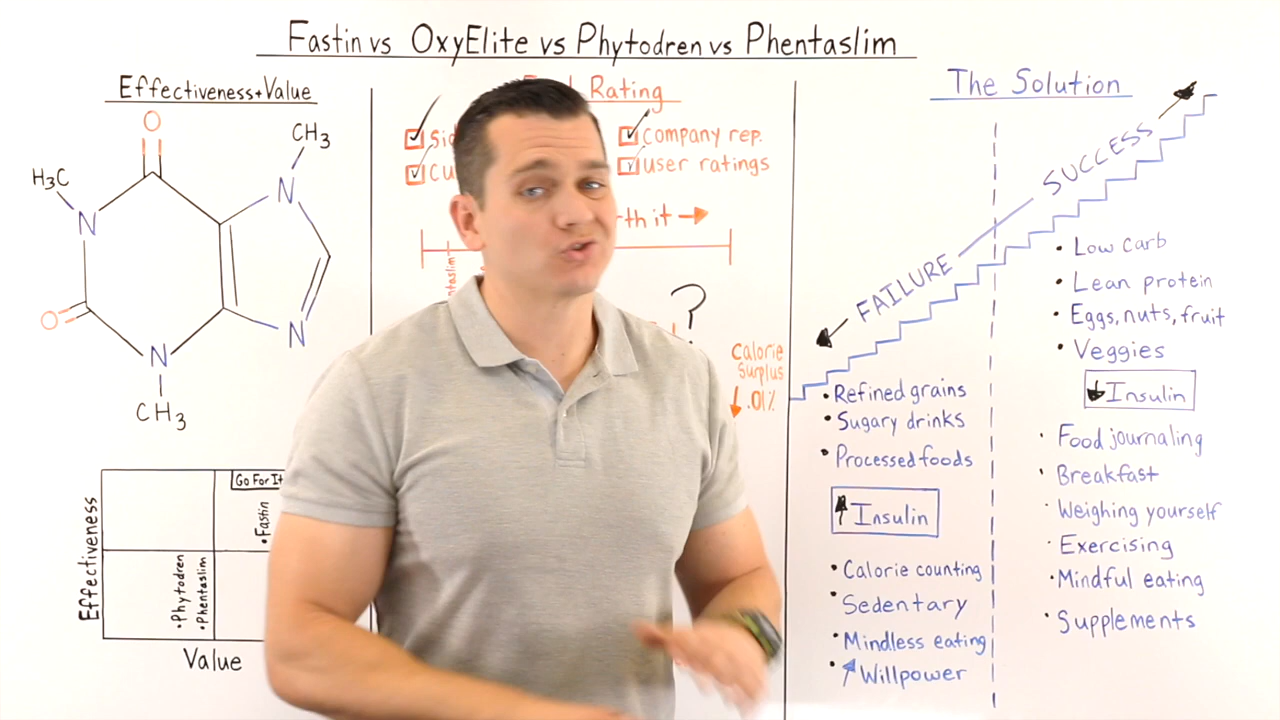 Fastin vs OxyElite vs Phytodren vs Phentaslim
Effectiveness+Value
O
CH3
H3C
N
N
O
N
N
CH3
Effectiveness
Go For It
•Fastin
•Phytodren
•Phentaslim
Value
Rating
Company rep.
User ratings
th it →
Calorie
Surplus
↓ .01%
?
The Solution
SUCCESS
FAILURE
• Refined grains
• Sugary drinks
• Processed foods
↑ Insulin
• Calorie counting
• Sedentary
• Mindless eating
• ↑ Willpower
• Low carb
• Lean protein
• Eggs, nuts, fruit
• Veggies
↓ Insulin
• Food journaling
• Breakfast
• Weighing yourself
• Exercising
• Mindful eating
• Supplements